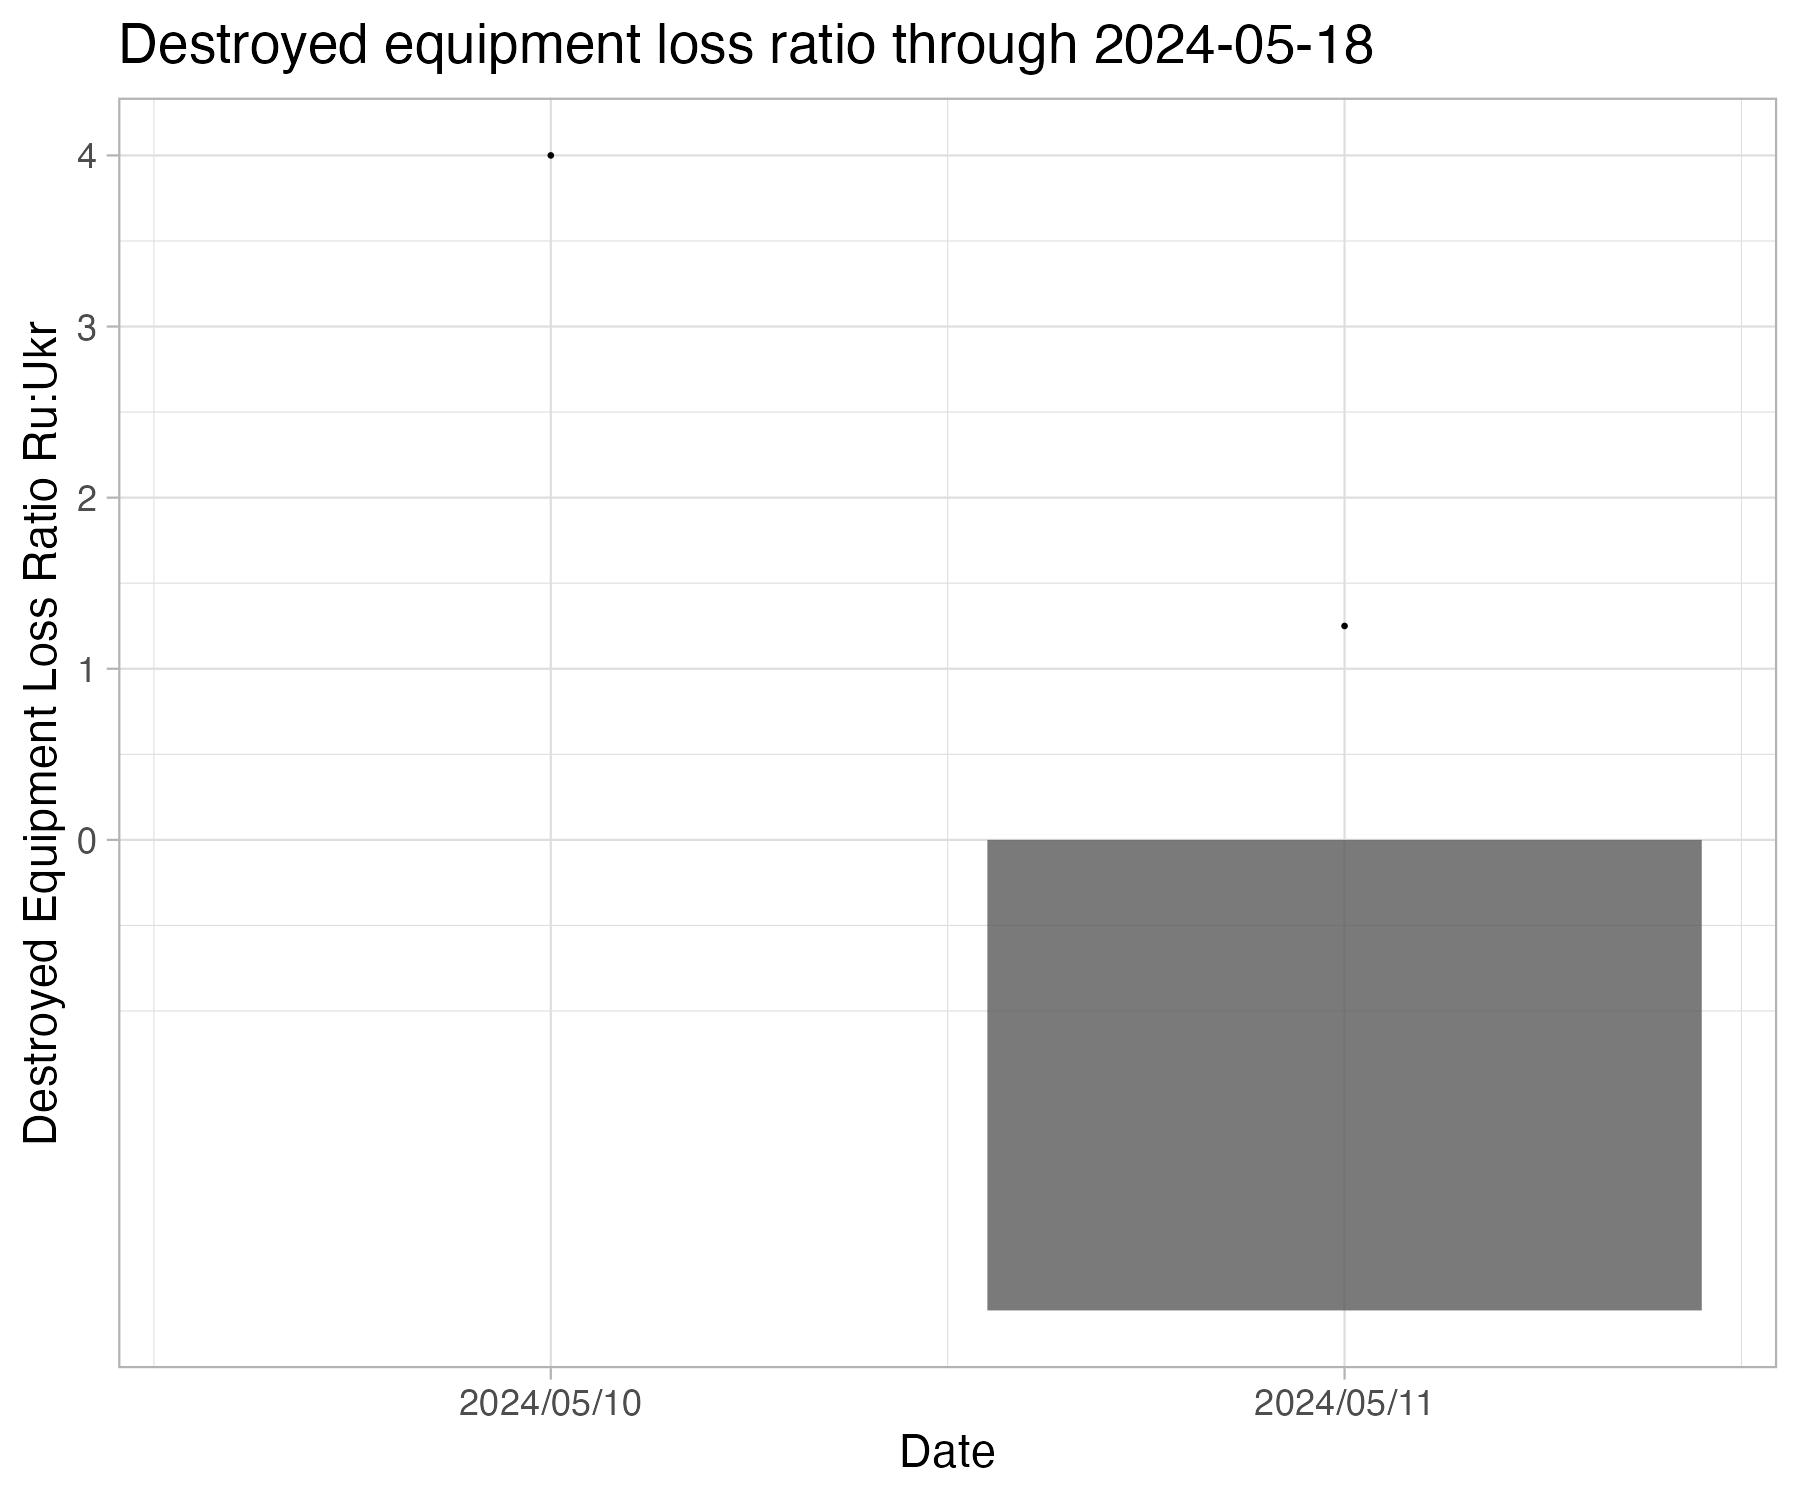 Destroyed equipment loss ratio through 2024-05-18
Destroyed Equipment Loss Ratio Ru:Ukr
4
3
2
1
0
2024/05/10
2024/05/11
Date